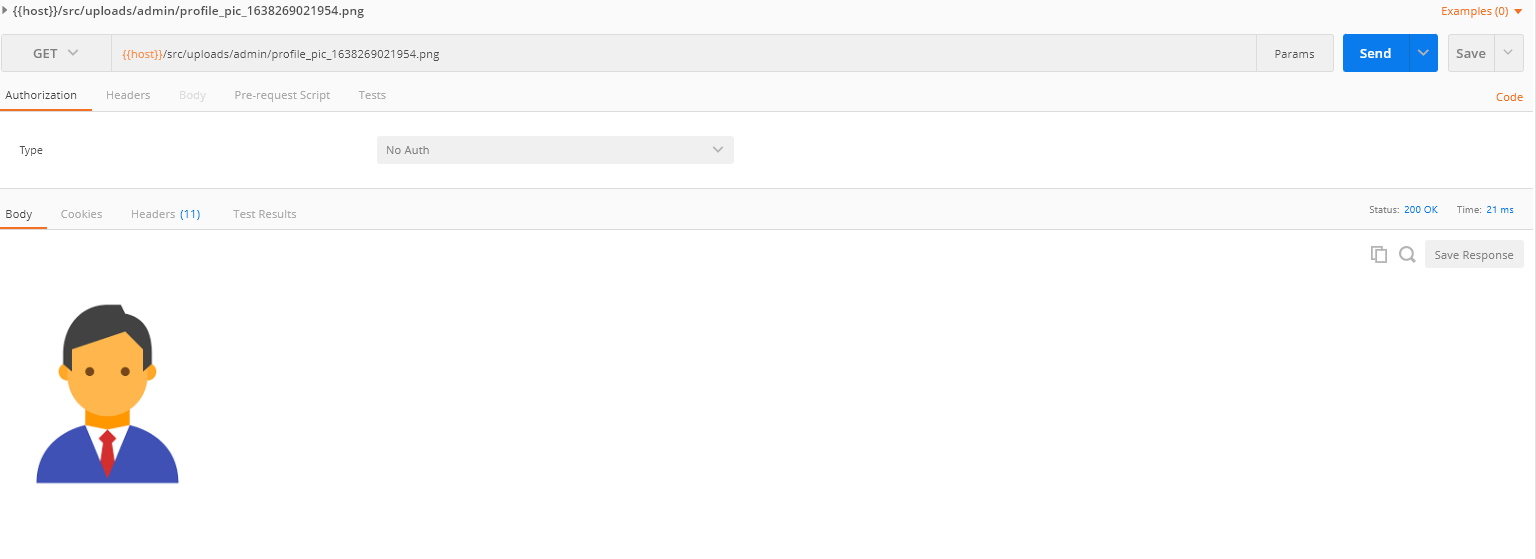 {{host}}/src/uploads/admin/profile_pic_1638269021954.png
Examples (0)
GET
{{host}}/src/uploads/admin/profile_pic_1638269021954.png
Params
Send
Save
Authorization Headers Body Pre-request Script Tests
Code
Type
No Auth
Body Cookies Headers (11) Test Results
Status: 200 OK Time: 21 ms
Save Response